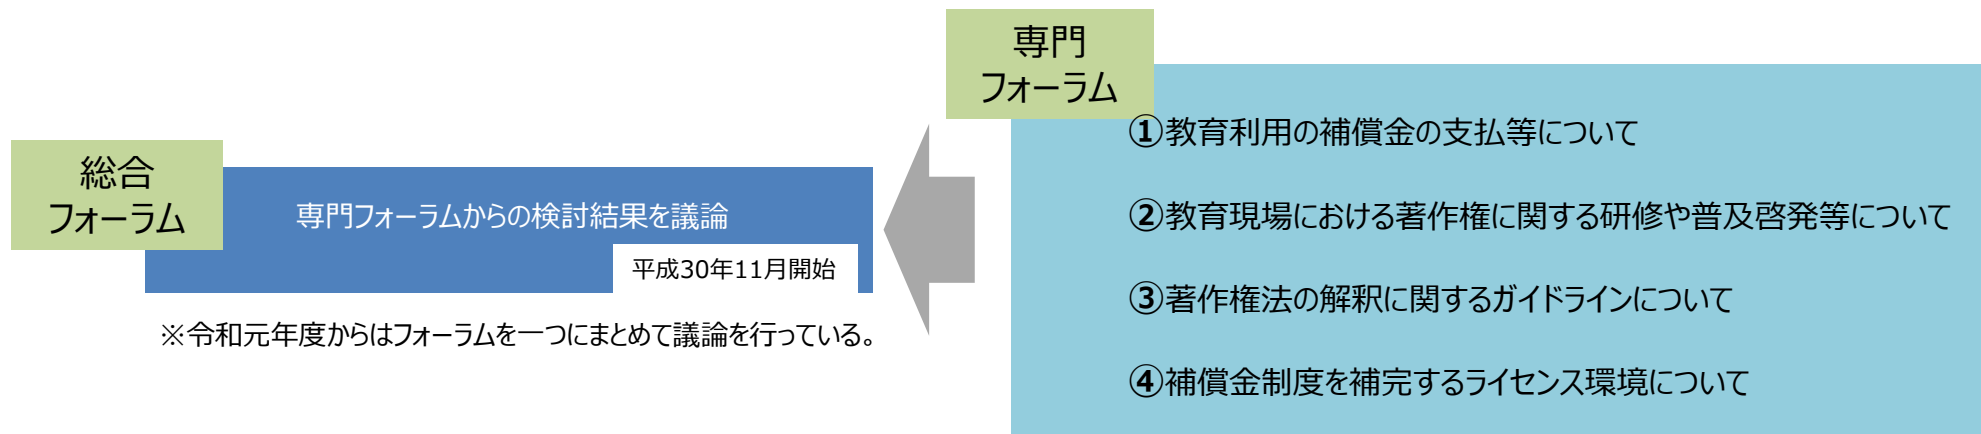 総合
フォーラム
専門フォーラムからの検討結果を議論
平成30年11月開始
※令和元年度からはフォーラムを一つにまとめて議論を行っている。
専門
フォーラム
①教育利用の補償金の支払等について
②教育現場における著作権に関する研修や普及啓発等について
③著作権法の解釈に関するガイドラインについて
④補償金制度を補完するライセンス環境について